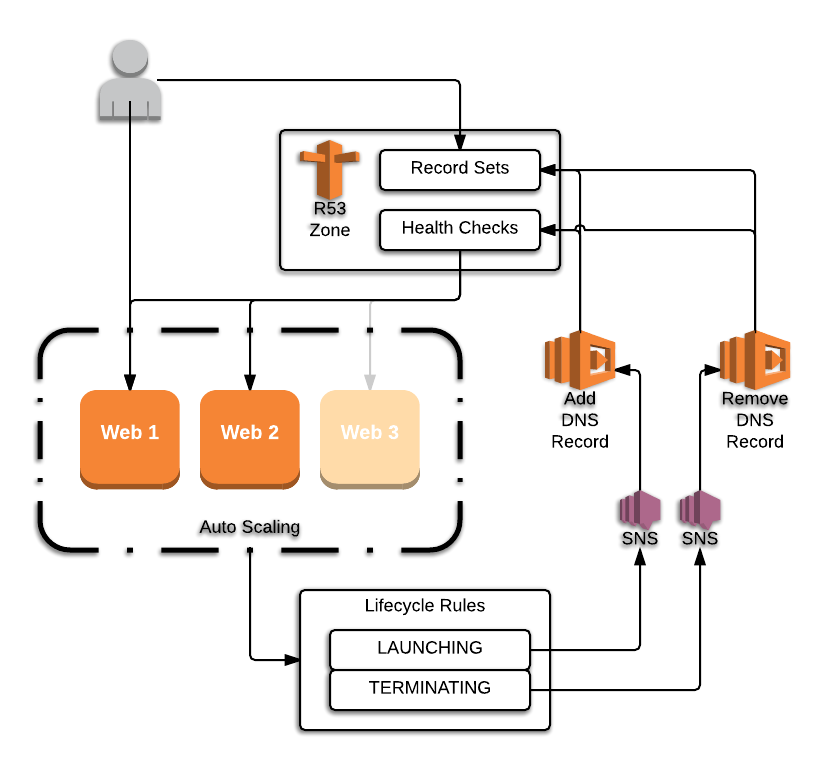 Record Sets
R53
Zone
Health Checks
Web 1
Web 2
Web 3
Add
DNS
Record
Remove
DNS
Record
Auto Scaling
SNS
SNS
Lifecycle Rules
LAUNCHING
TERMINATING